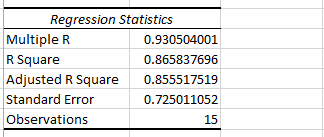 Regression Statistics
Multiple R 0.930504001
R Square 0.865837696
Adjusted R Square 0.855517519
Standard Error 0.725011052
Observations 15